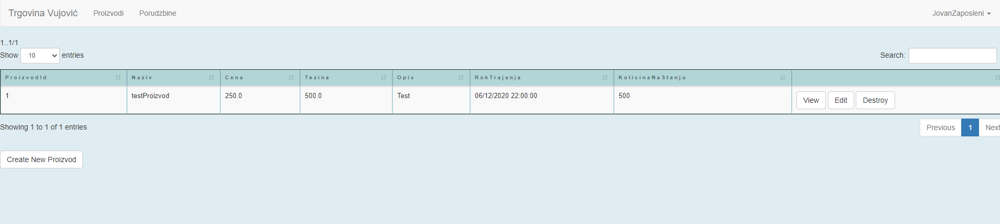 Trgovina Vujović Proizvodi Porudzbine JovanZaposleni
1..1/1
Show 10 entries Search:
ProizvodId Naziv Cena Tezina Opis RokTrajanja KolicinaNaStanju
1 testProizvod 250.0 500.0 Test 06/12/2020 22:00:00 500 View Edit Destroy
Showing 1 to 1 of 1 entries Previous 1 Next
Create New Proizvod